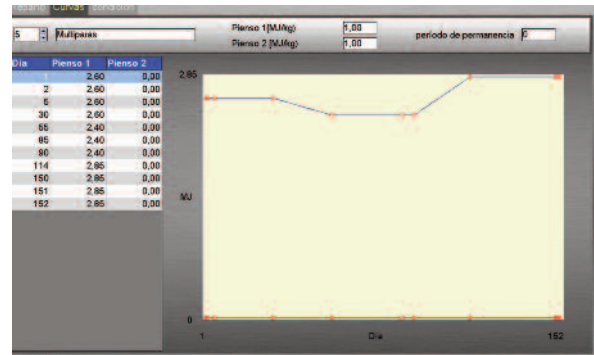 Curvas condición
5 Multiparas
Pienso 1[MJ/kg) 1,00
Pienso 2 [MJ/kg) 1,00
período de permanencia 0
Día Pienso 1 Pienso 2
1 2,60 0,00
2 2,60 0,00
5 2,60 0,00
30 2,60 0,00
55 2,40 0,00
85 2,40 0,00
90 2,40 0,00
114 2,85 0,00
150 2,85 0,00
151 2,85 0,00
152 2,85 0,00
2,85
MJ
0
1 Día 152